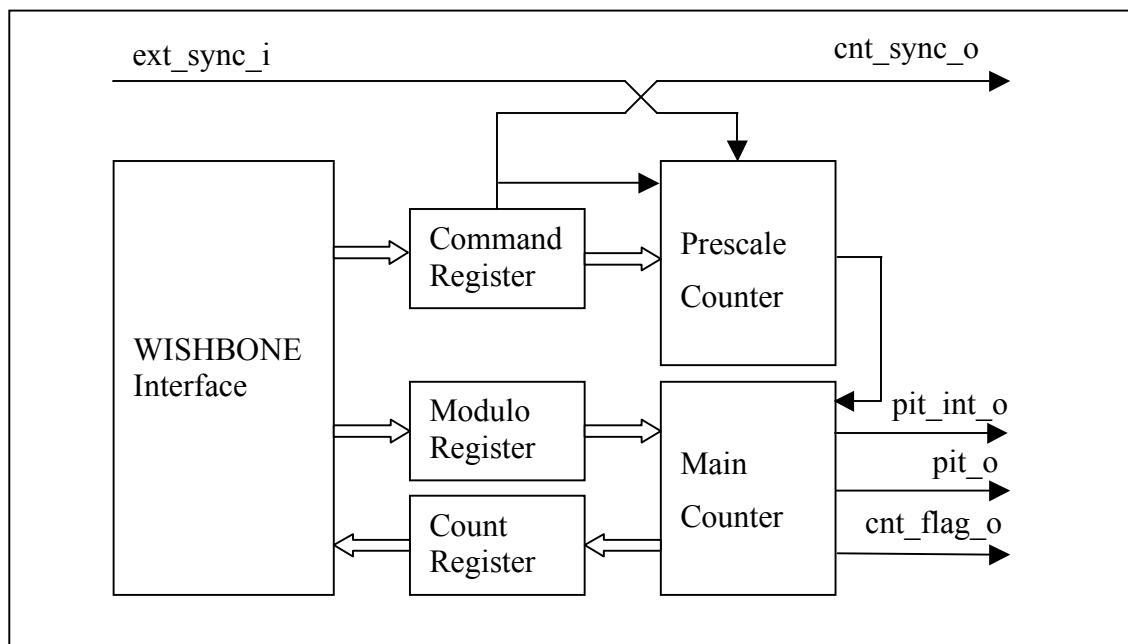 ext_sync_i
cnt_sync_o
WISHBONE
Interface
Command
Register
Prescale
Counter
Modulo
Register
Count
Register
Main
Counter
pit_int_o
pit_o
cnt_flag_o